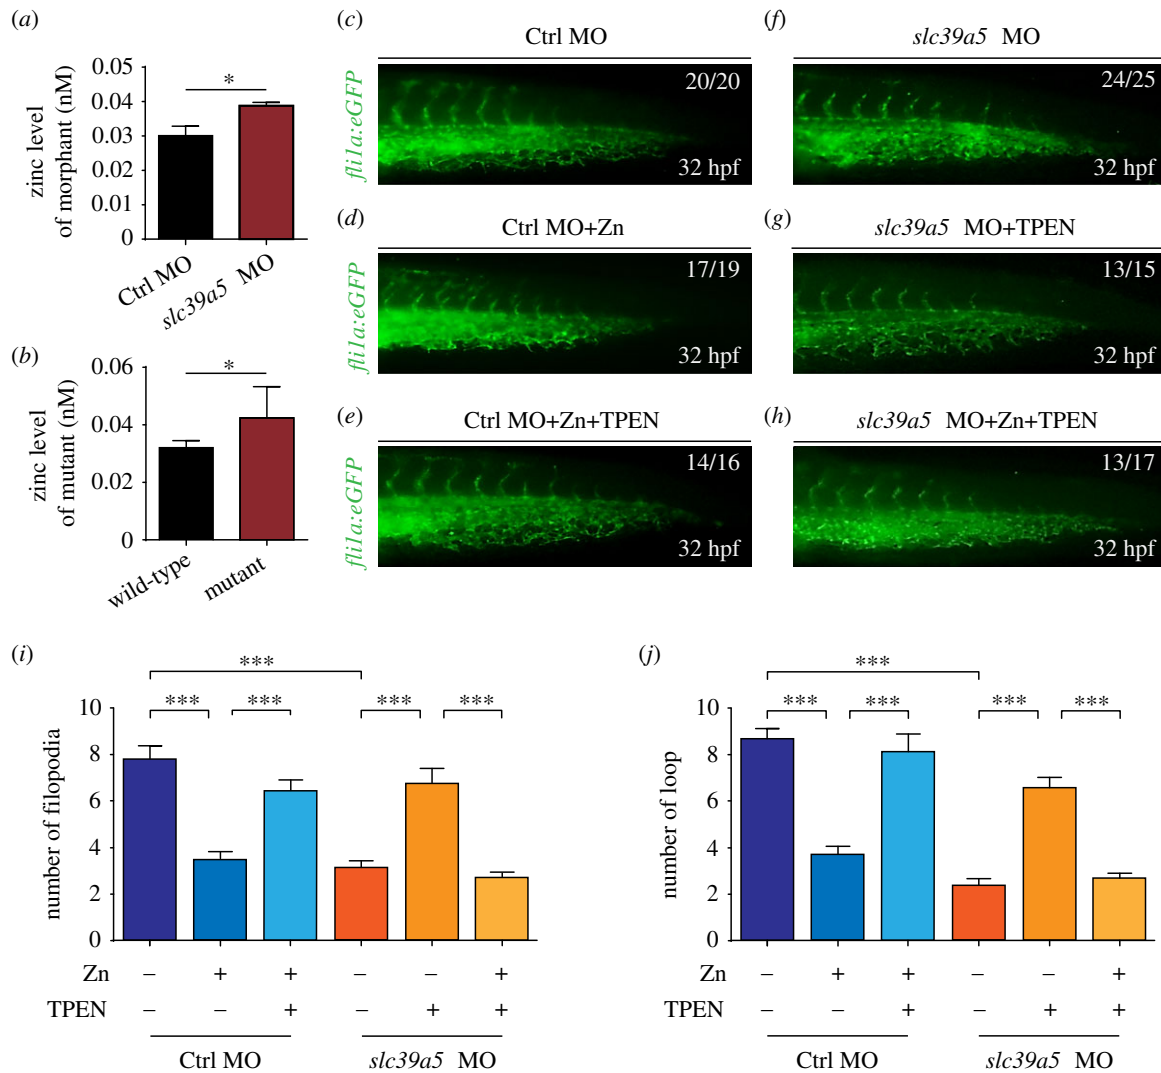 (a)
zinc level
of morphant (nM)
0.05
0.04
0.03
0.02
0.01
0
*
Ctrl MO
slc39a5 MO
(b)
zinc level
of mutant (nM)
0.06
0.04
0.02
0
*
wild-type
mutant
(c)
Ctrl MO
fli1a:eGFP
20/20
32 hpf
(d)
Ctrl MO+Zn
fli1a:eGFP
17/19
32 hpf
(e)
Ctrl MO+Zn+TPEN
fli1a:eGFP
14/16
32 hpf
(f)
slc39a5 MO
24/25
32 hpf
(g)
slc39a5 MO+TPEN
13/15
32 hpf
(h)
slc39a5 MO+Zn+TPEN
13/17
32 hpf
(i)
number of filopodia
10
8
6
4
2
0
***
*** *** *** ***
Zn – + + – – +
TPEN – – + – + +
Ctrl MO slc39a5 MO
(j)
number of loop
10
8
6
4
2
0
***
*** *** *** ***
Zn – + + – – +
TPEN – – + – + +
Ctrl MO slc39a5 MO